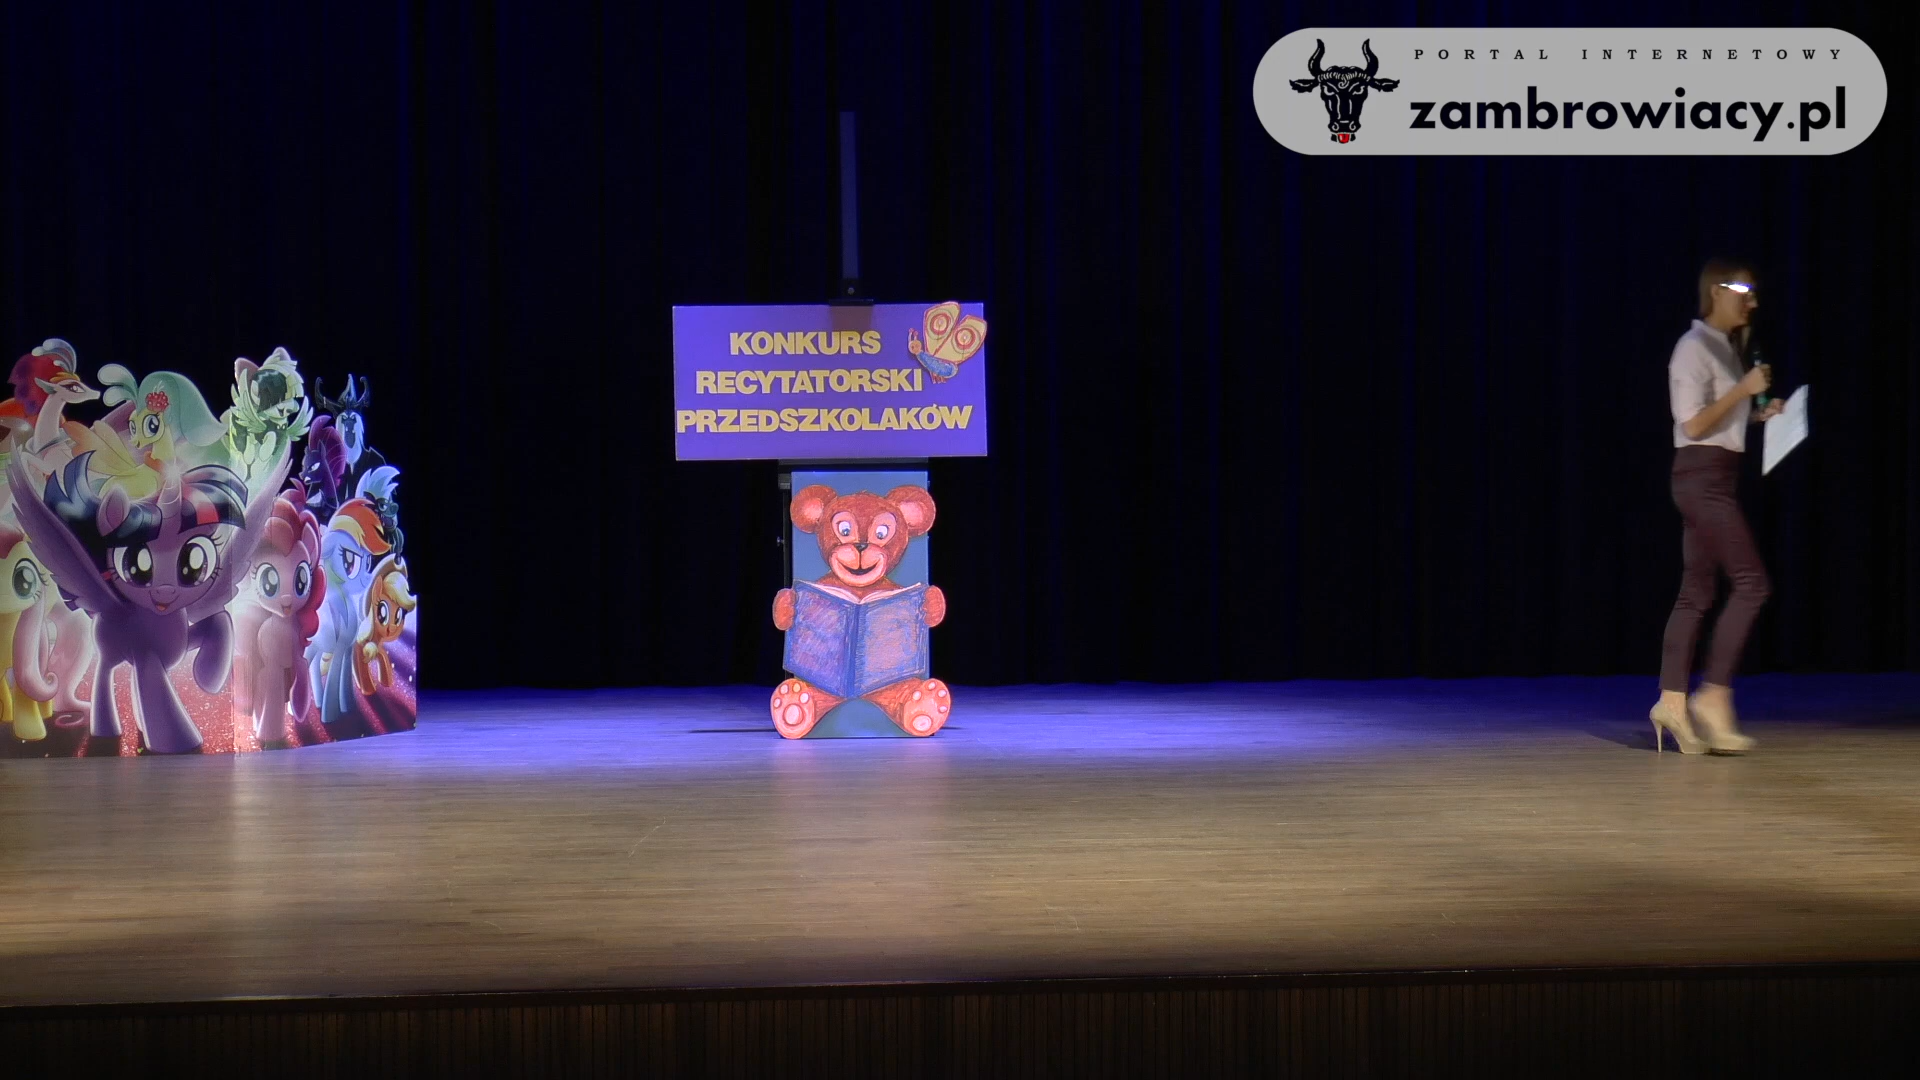 PORTAL INTERNETOWY
zambrowiacy.pl
KONKURS
RECYTATORSKI
PRZEDSZKOLAKÓW